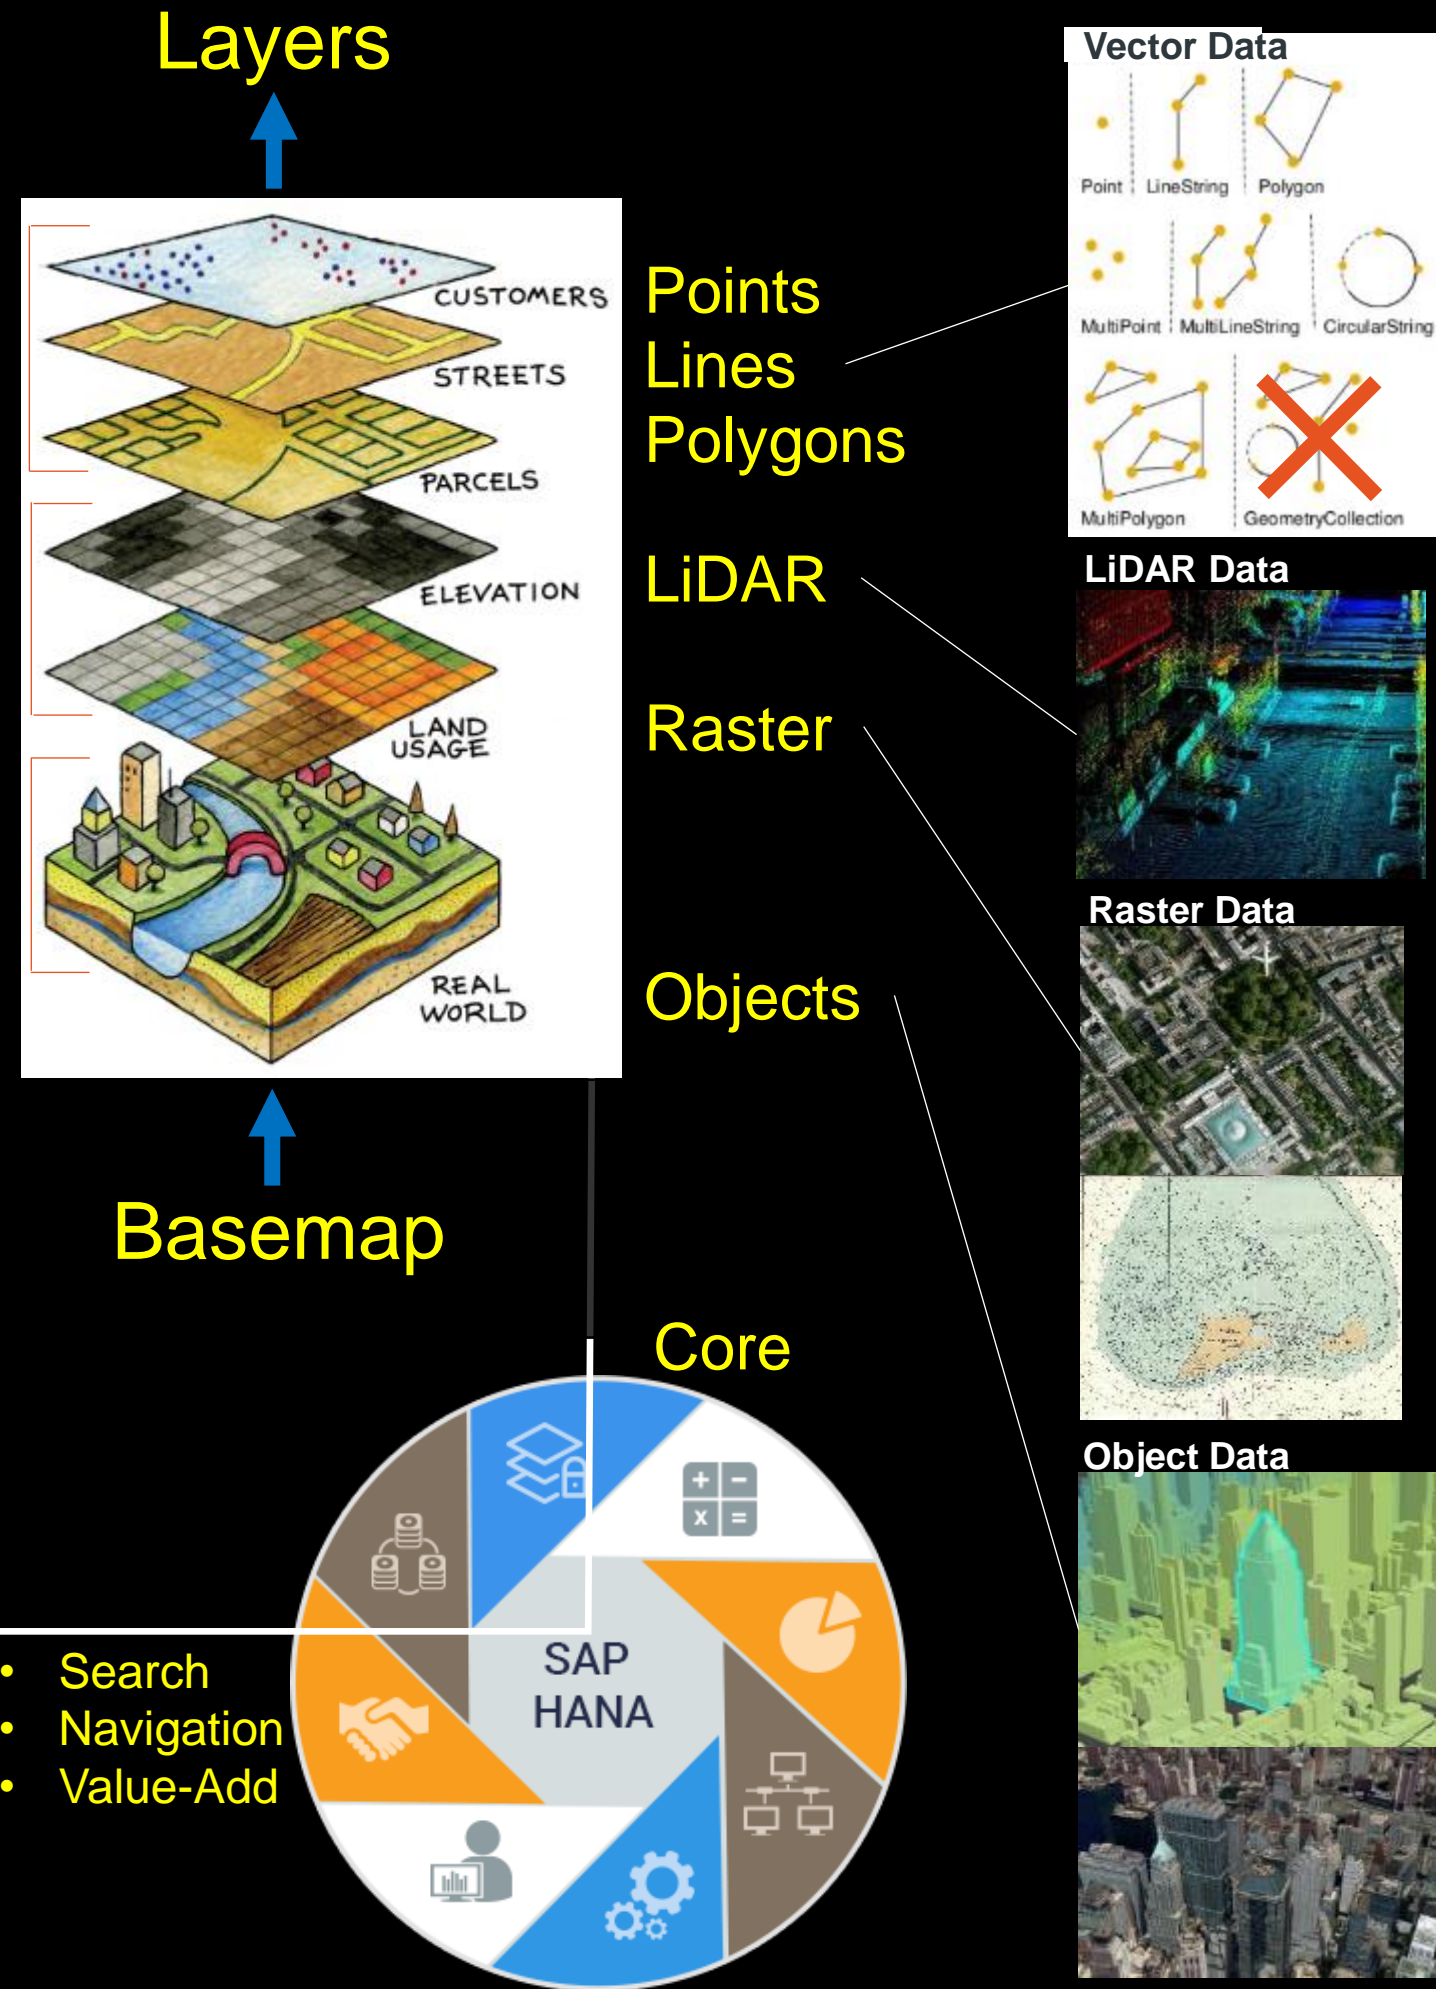 Layers
CUSTOMERS
STREETS
PARCELS
ELEVATION
LAND
USAGE
REAL
WORLD
Basemap
Points
Lines
Polygons
LiDAR
Raster
Objects
Vector Data
Point
LineString
Polygon
MultiPoint
MultiLineString
CircularString
MultiPolygon
GeometryCollection
LiDAR Data
Raster Data
Object Data
Core
+ −
x =
SAP
HANA
• Search
• Navigation
• Value-Add